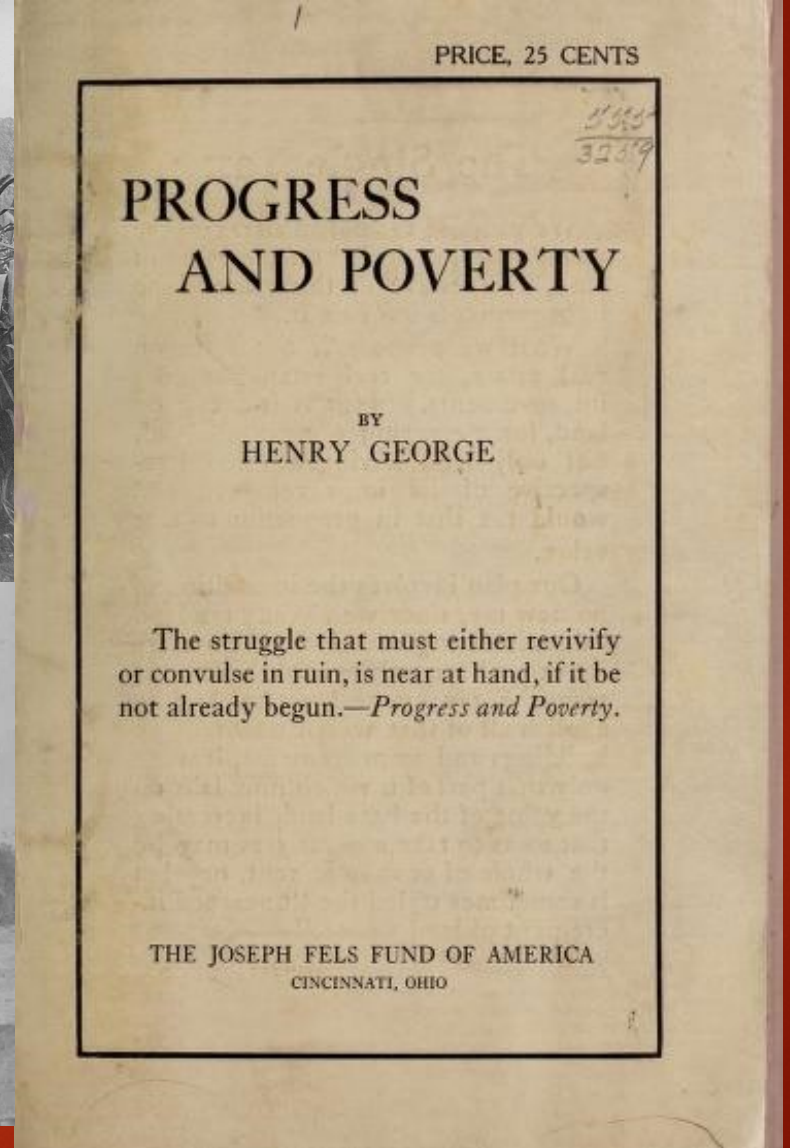 PRICE, 25 CENTS
PROGRESS
AND POVERTY
BY
HENRY GEORGE
The struggle that must either revivify
or convulse in ruin, is near at hand, if it be
not already begun.—Progress and Poverty.
THE JOSEPH FELS FUND OF AMERICA
CINCINNATI, OHIO